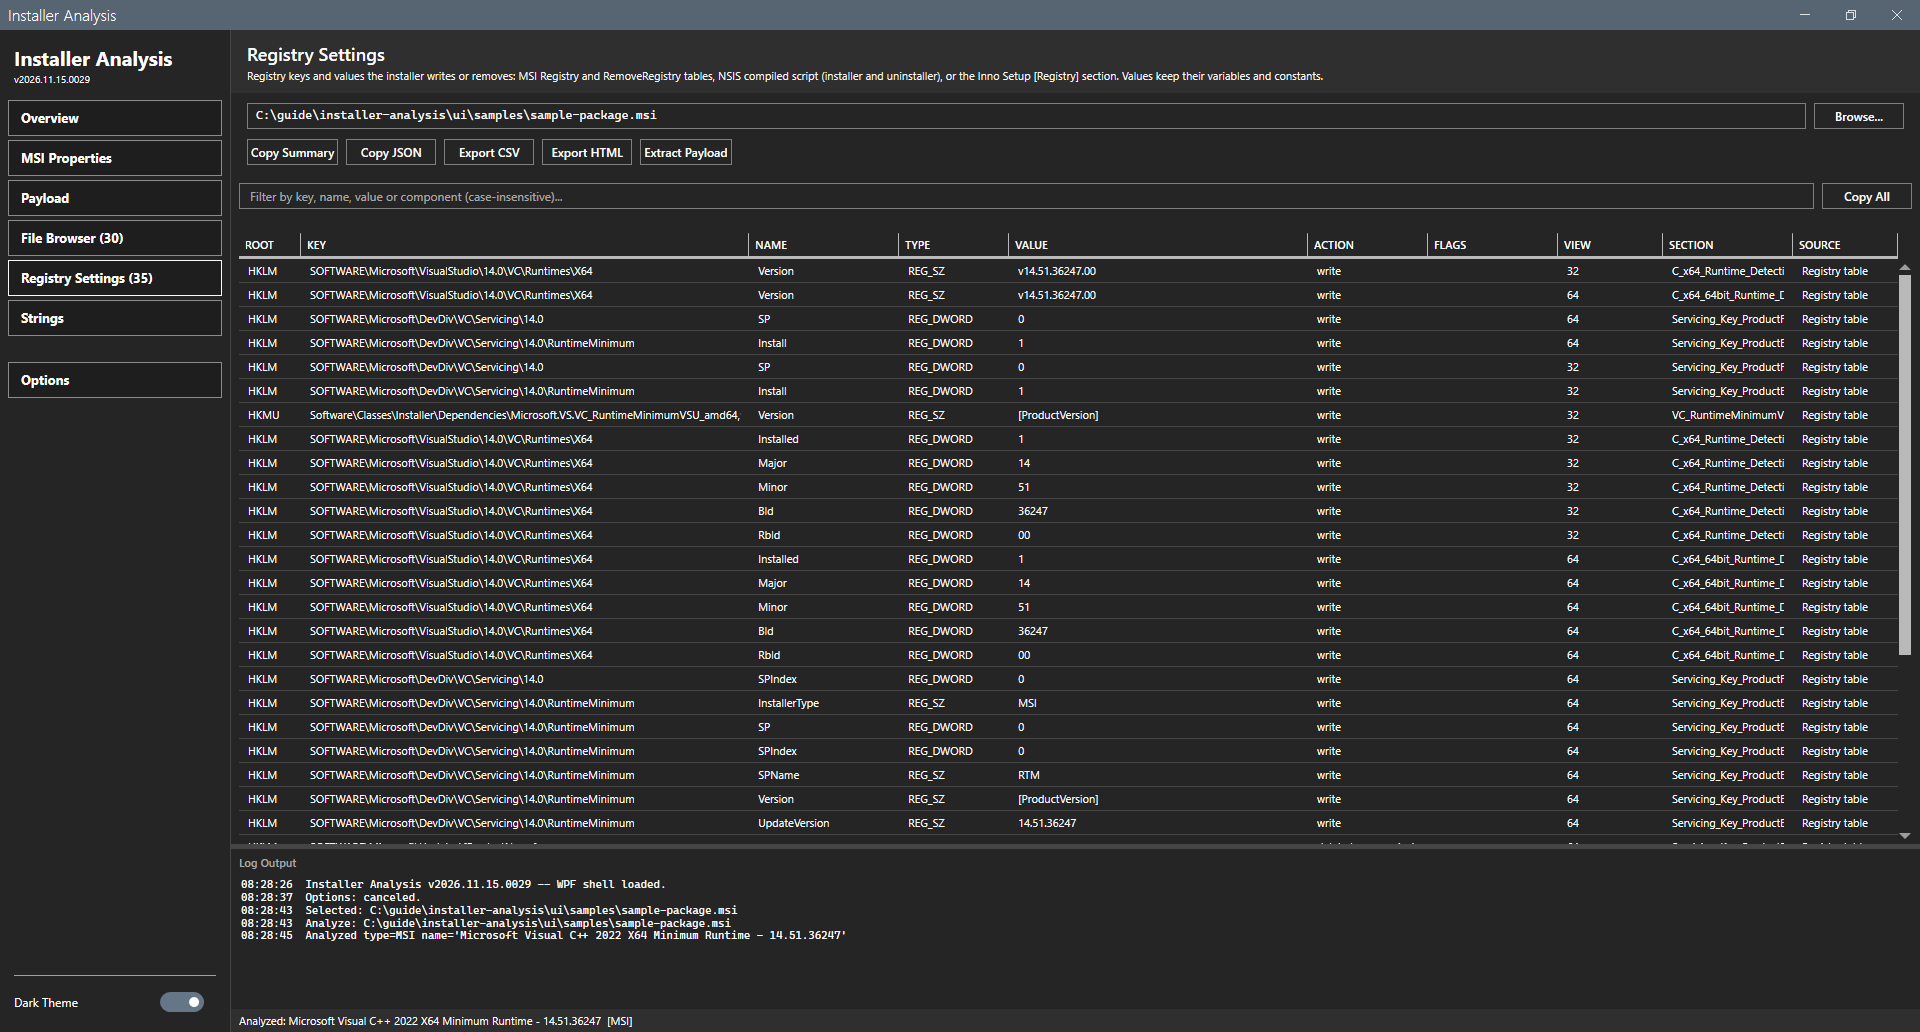 Installer Analysis
Installer Analysis
v2026.11.15.0029
Overview
MSI Properties
Payload
File Browser (30)
Registry Settings (35)
Strings
Options
Dark Theme
Registry Settings
Registry keys and values the installer writes or removes: MSI Registry and RemoveRegistry tables, NSIS compiled script (installer and uninstaller), or the Inno Setup [Registry] section. Values keep their variables and constants.
C:\guide\installer-analysis\ui\samples\sample-package.msi
Browse...
Copy Summary Copy JSON Export CSV Export HTML Extract Payload
Filter by key, name, value or component (case-insensitive)...
Copy All
ROOT KEY NAME TYPE VALUE ACTION FLAGS VIEW SECTION SOURCE
HKLM SOFTWARE\Microsoft\VisualStudio\14.0\VC\Runtimes\X64 Version REG_SZ v14.51.36247.00 write 32 C_x64_Runtime_Detecti Registry table
HKLM SOFTWARE\Microsoft\VisualStudio\14.0\VC\Runtimes\X64 Version REG_SZ v14.51.36247.00 write 64 C_x64_64bit_Runtime_D Registry table
HKLM SOFTWARE\Microsoft\DevDiv\VC\Servicing\14.0 SP REG_DWORD 0 write 64 Servicing_Key_ProductF Registry table
HKLM SOFTWARE\Microsoft\DevDiv\VC\Servicing\14.0\RuntimeMinimum Install REG_DWORD 1 write 64 Servicing_Key_ProductE Registry table
HKLM SOFTWARE\Microsoft\DevDiv\VC\Servicing\14.0 SP REG_DWORD 0 write 32 Servicing_Key_ProductF Registry table
HKLM SOFTWARE\Microsoft\DevDiv\VC\Servicing\14.0\RuntimeMinimum Install REG_DWORD 1 write 32 Servicing_Key_ProductE Registry table
HKMU Software\Classes\Installer\Dependencies\Microsoft.VS.VC_RuntimeMinimumVSU_amd64, Version REG_SZ [ProductVersion] write 32 VC_RuntimeMinimumV Registry table
HKLM SOFTWARE\Microsoft\VisualStudio\14.0\VC\Runtimes\X64 Installed REG_DWORD 1 write 32 C_x64_Runtime_Detecti Registry table
HKLM SOFTWARE\Microsoft\VisualStudio\14.0\VC\Runtimes\X64 Major REG_DWORD 14 write 32 C_x64_Runtime_Detecti Registry table
HKLM SOFTWARE\Microsoft\VisualStudio\14.0\VC\Runtimes\X64 Minor REG_DWORD 51 write 32 C_x64_Runtime_Detecti Registry table
HKLM SOFTWARE\Microsoft\VisualStudio\14.0\VC\Runtimes\X64 Bld REG_DWORD 36247 write 32 C_x64_Runtime_Detecti Registry table
HKLM SOFTWARE\Microsoft\VisualStudio\14.0\VC\Runtimes\X64 Rbld REG_DWORD 00 write 32 C_x64_Runtime_Detecti Registry table
HKLM SOFTWARE\Microsoft\VisualStudio\14.0\VC\Runtimes\X64 Installed REG_DWORD 1 write 64 C_x64_64bit_Runtime_D Registry table
HKLM SOFTWARE\Microsoft\VisualStudio\14.0\VC\Runtimes\X64 Major REG_DWORD 14 write 64 C_x64_64bit_Runtime_D Registry table
HKLM SOFTWARE\Microsoft\VisualStudio\14.0\VC\Runtimes\X64 Minor REG_DWORD 51 write 64 C_x64_64bit_Runtime_D Registry table
HKLM SOFTWARE\Microsoft\VisualStudio\14.0\VC\Runtimes\X64 Bld REG_DWORD 36247 write 64 C_x64_64bit_Runtime_D Registry table
HKLM SOFTWARE\Microsoft\VisualStudio\14.0\VC\Runtimes\X64 Rbld REG_DWORD 00 write 64 C_x64_64bit_Runtime_D Registry table
HKLM SOFTWARE\Microsoft\DevDiv\VC\Servicing\14.0 SPIndex REG_DWORD 0 write 64 Servicing_Key_ProductF Registry table
HKLM SOFTWARE\Microsoft\DevDiv\VC\Servicing\14.0\RuntimeMinimum InstallerType REG_SZ MSI write 64 Servicing_Key_ProductE Registry table
HKLM SOFTWARE\Microsoft\DevDiv\VC\Servicing\14.0\RuntimeMinimum SP REG_DWORD 0 write 64 Servicing_Key_ProductE Registry table
HKLM SOFTWARE\Microsoft\DevDiv\VC\Servicing\14.0\RuntimeMinimum SPIndex REG_DWORD 0 write 64 Servicing_Key_ProductE Registry table
HKLM SOFTWARE\Microsoft\DevDiv\VC\Servicing\14.0\RuntimeMinimum SPName REG_SZ RTM write 64 Servicing_Key_ProductE Registry table
HKLM SOFTWARE\Microsoft\DevDiv\VC\Servicing\14.0\RuntimeMinimum Version REG_SZ [ProductVersion] write 64 Servicing_Key_ProductE Registry table
HKLM SOFTWARE\Microsoft\DevDiv\VC\Servicing\14.0\RuntimeMinimum UpdateVersion REG_SZ 14.51.36247 write 64 Servicing_Key_ProductE Registry table
Log Output
08:28:26 Installer Analysis v2026.11.15.0029 -- WPF shell loaded.
08:28:37 Options: canceled.
08:28:43 Selected: C:\guide\installer-analysis\ui\samples\sample-package.msi
08:28:43 Analyze: C:\guide\installer-analysis\ui\samples\sample-package.msi
08:28:45 Analyzed type=MSI name='Microsoft Visual C++ 2022 X64 Minimum Runtime - 14.51.36247'
Analyzed: Microsoft Visual C++ 2022 X64 Minimum Runtime - 14.51.36247 [MSI]